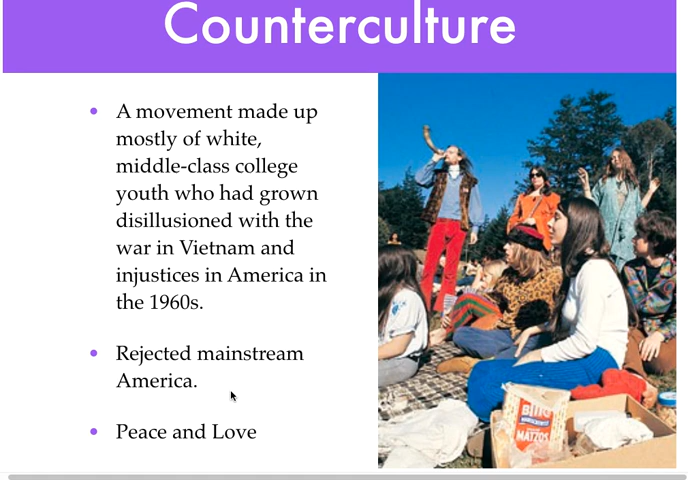 Counterculture
• A movement made up
mostly of white,
middle-class college
youth who had grown
disillusioned with the
war in Vietnam and
injustices in America in
the 1960s.
• Rejected mainstream
America.
• Peace and Love
MATZOS